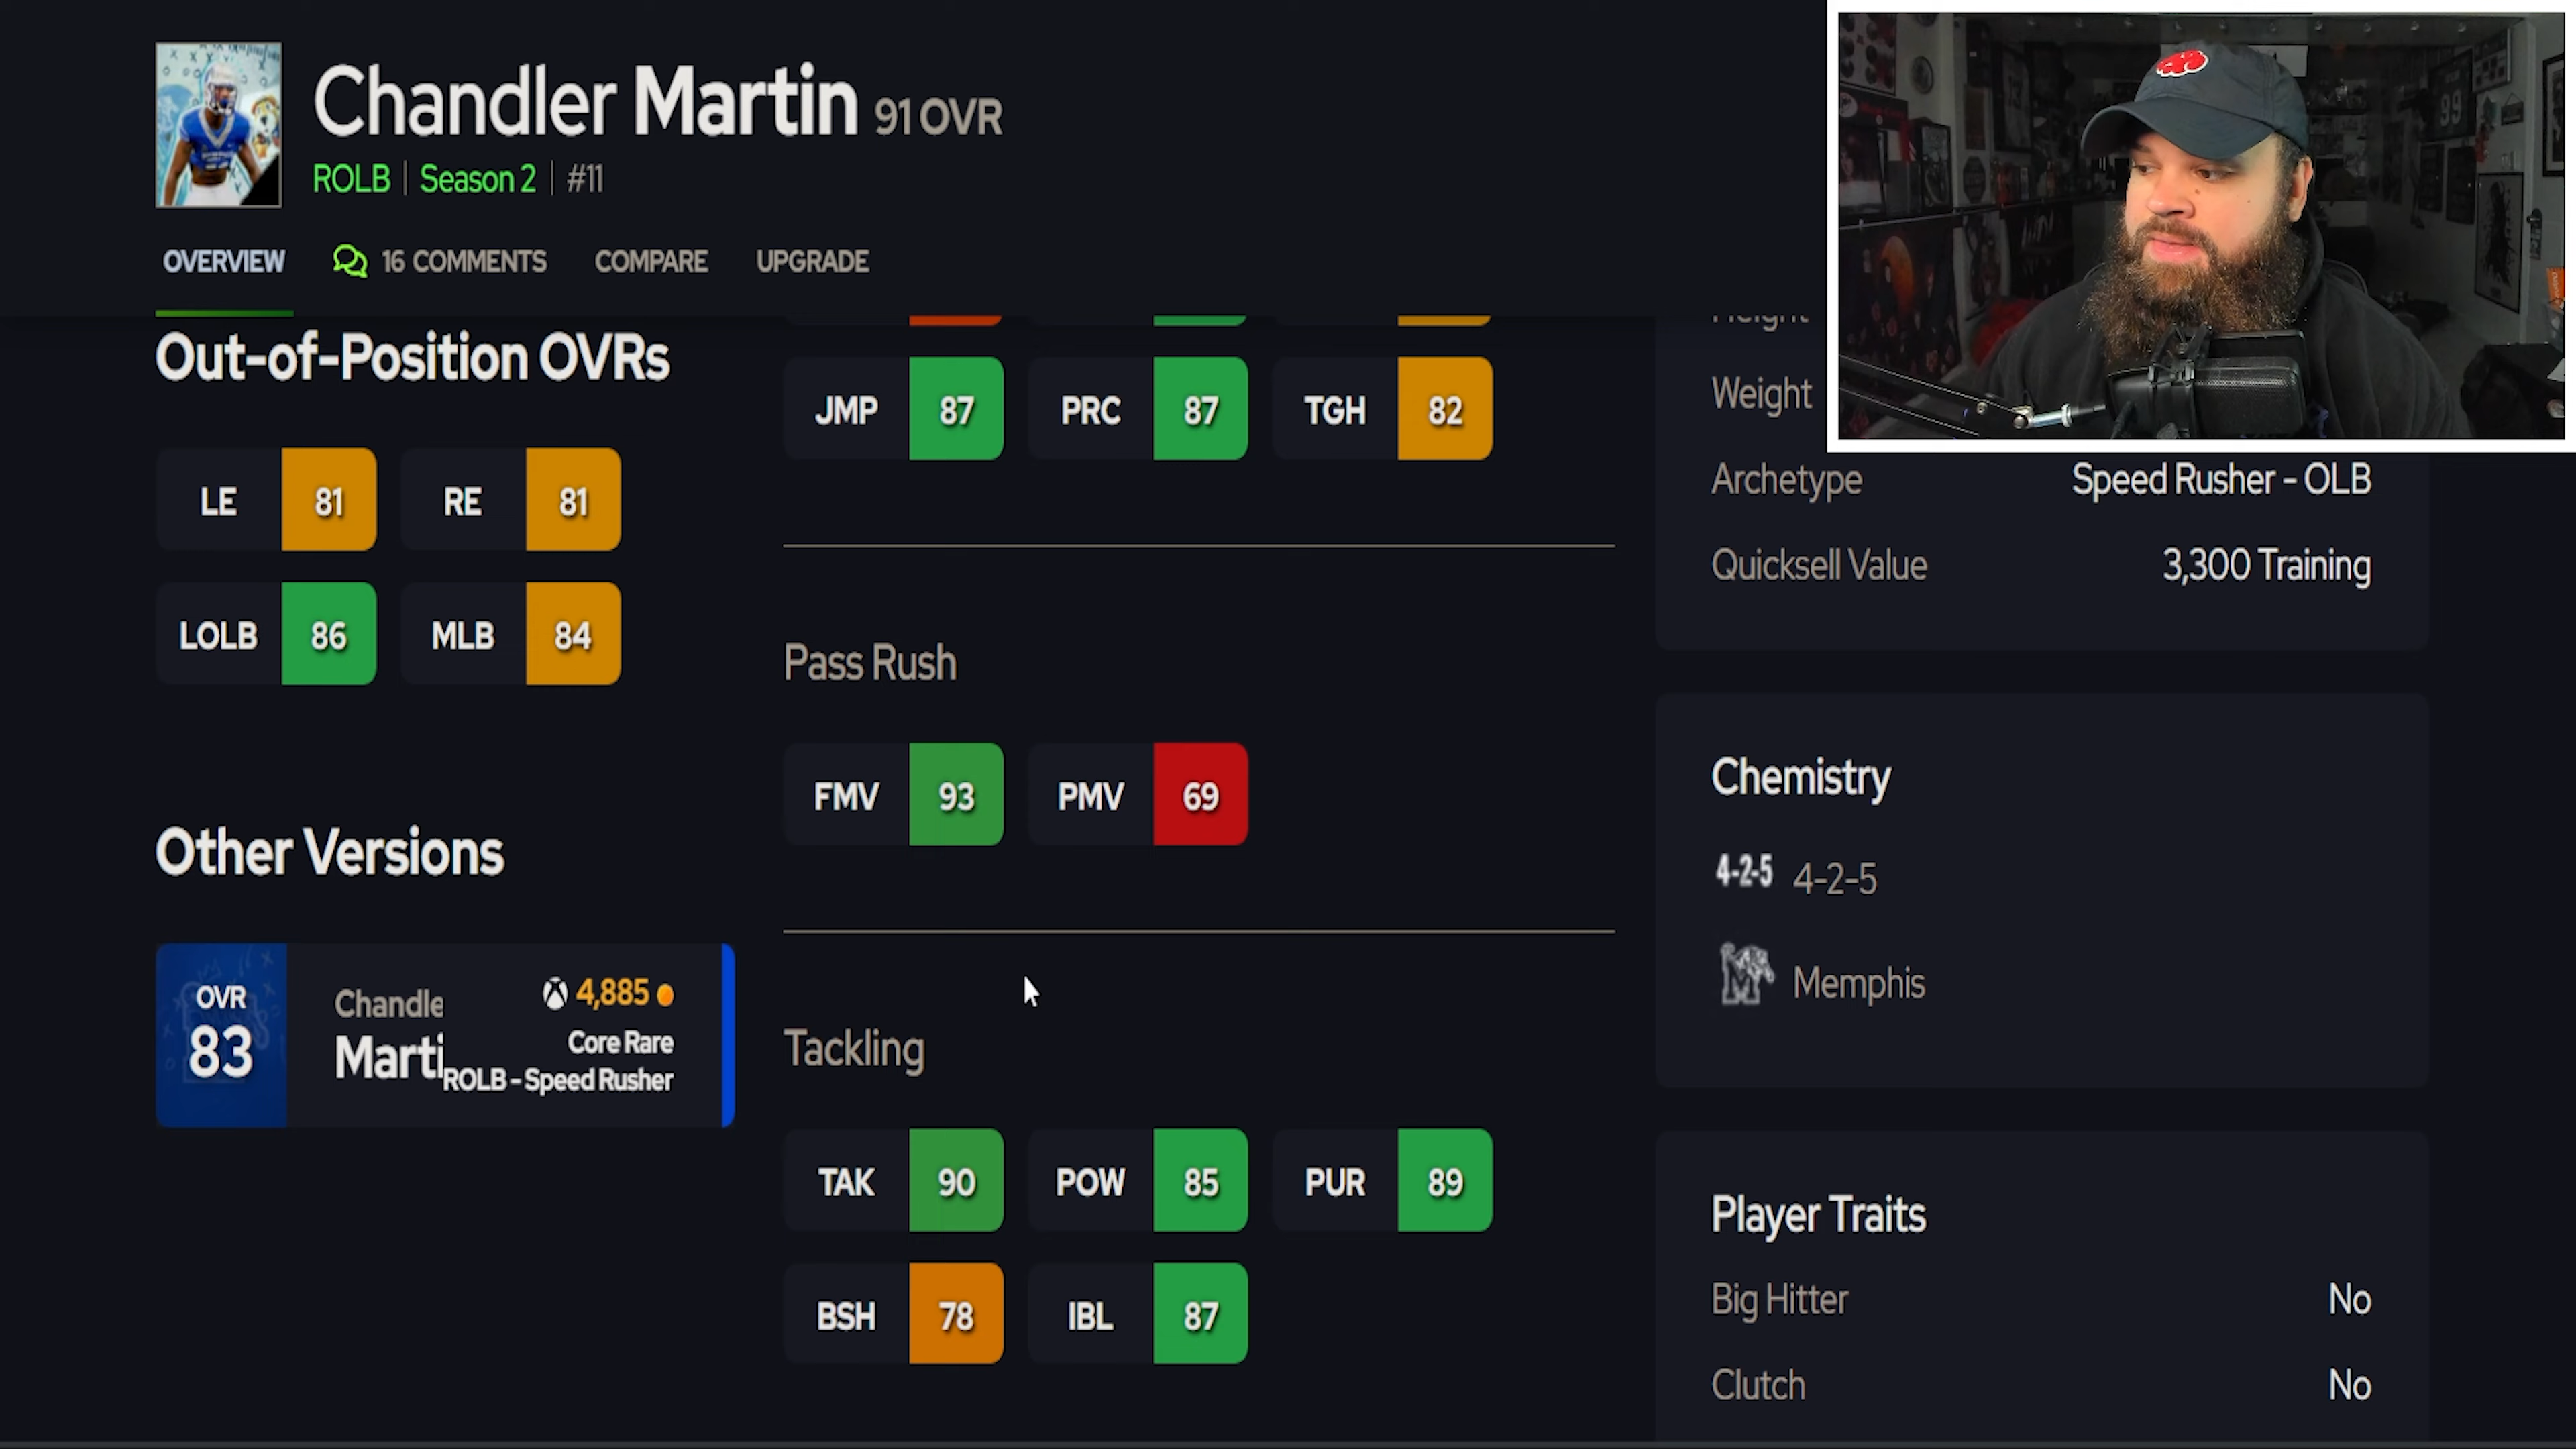 Chandler Martin 91 OVR
ROLB | Season 2 | #11
OVERVIEW
16 COMMENTS
COMPARE
UPGRADE
Out-of-Position OVRs
LE 81
RE 81
LOLB 86
MLB 84
Other Versions
OVR
83
Chandle
Marti
4,885
Core Rare
ROLB - Speed Rusher
JMP 87
PRC 87
TGH 82
Pass Rush
FMV 93
PMV 69
Tackling
TAK 90
POW 85
PUR 89
BSH 78
IBL 87
Height
Weight
Archetype Speed Rusher - OLB
Quicksell Value 3,300 Training
Chemistry
4-2-5 4-2-5
M Memphis
Player Traits
Big Hitter No
Clutch No
99